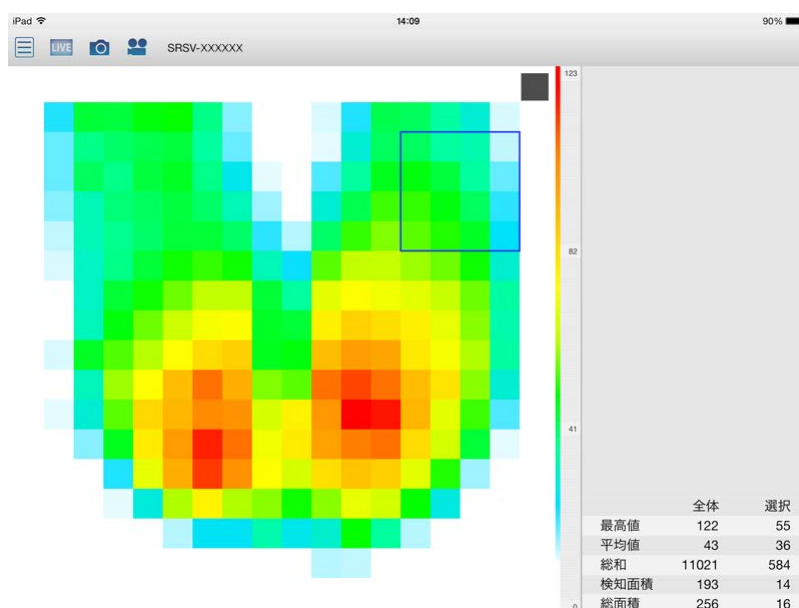 iPad 14:09 90%
LIVE SRSV-XXXXXX
123
82
41
0
全体 選択
最高値 122 55
平均値 43 36
総和 11021 584
検知面積 193 14
総面積 256 16